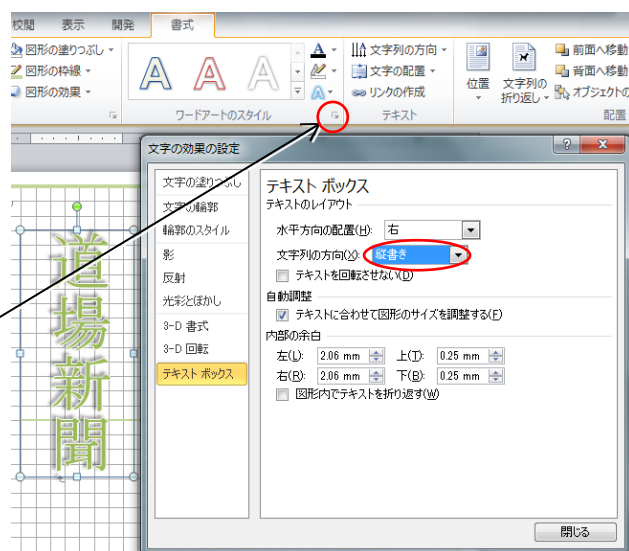 校閲 表示 開発 書式
図形の塗りつぶし
図形の枠線
図形の効果
A A A
A
文字列の方向
文字の配置
リンクの作成
位置
文字列の
折り返し
前面へ移動
背面へ移動
オブジェクトの
ワードアートのスタイル
テキスト
配置
文字の効果の設定
文字の塗りつぶし
文字の輪郭
輪郭のスタイル
影
反射
光彩とぼかし
3-D 書式
3-D 回転
テキスト ボックス
テキスト ボックス
テキストのレイアウト
水平方向の配置(H): 右
文字列の方向(X): 縦書き
テキストを回転させない(D)
自動調整
テキストに合わせて図形のサイズを調整する(F)
内部の余白
左(L): 2.06 mm 上(T): 0.25 mm
右(R): 2.06 mm 下(B): 0.25 mm
図形内でテキストを折り返す(W)
閉じる
道場新聞